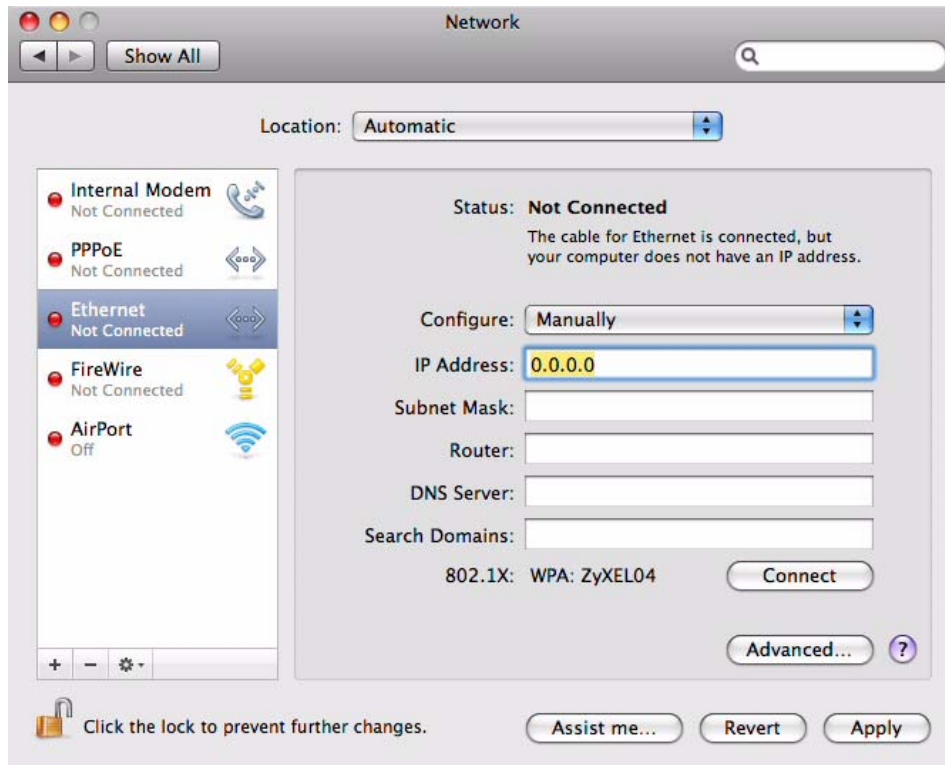 Network
Show All
Location: Automatic
Internal Modem
Not Connected
PPPoE
Not Connected
Ethernet
Not Connected
FireWire
Not Connected
AirPort
Off
Status: Not Connected
The cable for Ethernet is connected, but
your computer does not have an IP address.
Configure: Manually
IP Address: 0.0.0.0
Subnet Mask:
Router:
DNS Server:
Search Domains:
802.1X: WPA: ZyXEL04 Connect
Advanced... ?
+ −
Click the lock to prevent further changes.
Assist me... Revert Apply